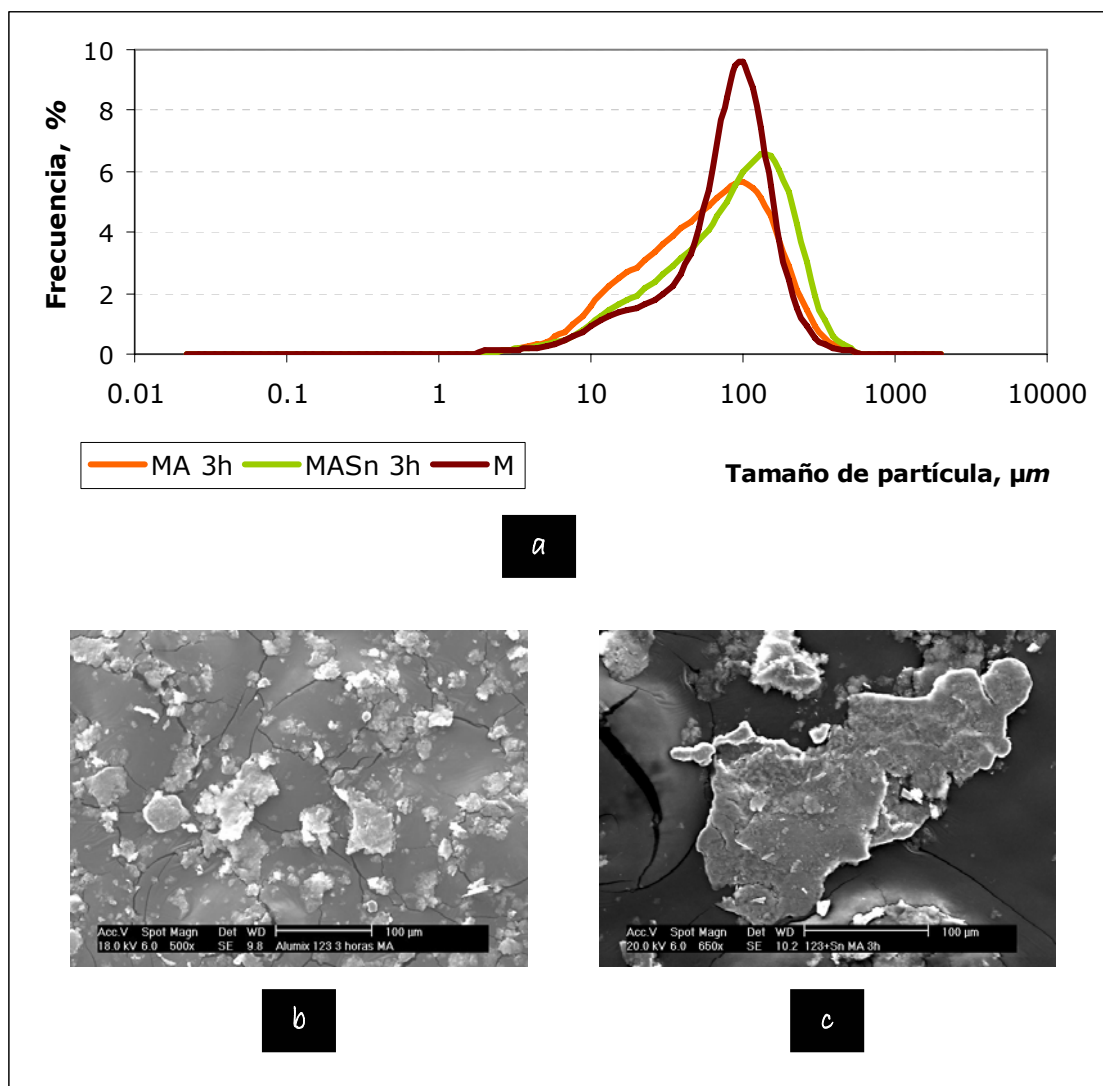 10
8
6
4
2
0
Frecuencia, %
0.01 0.1 1 10 100 1000 10000
MA 3h MASn 3h M
Tamaño de partícula, µm
a
Acc.V Spot Magn Det WD 100 µm
18.0 kV 6.0 500x SE 9.8 Alumix 123 3 horas MA
Acc.V Spot Magn Det WD 100 µm
20.0 kV 6.0 650x SE 10.2 123+Sn MA 3h
b
c